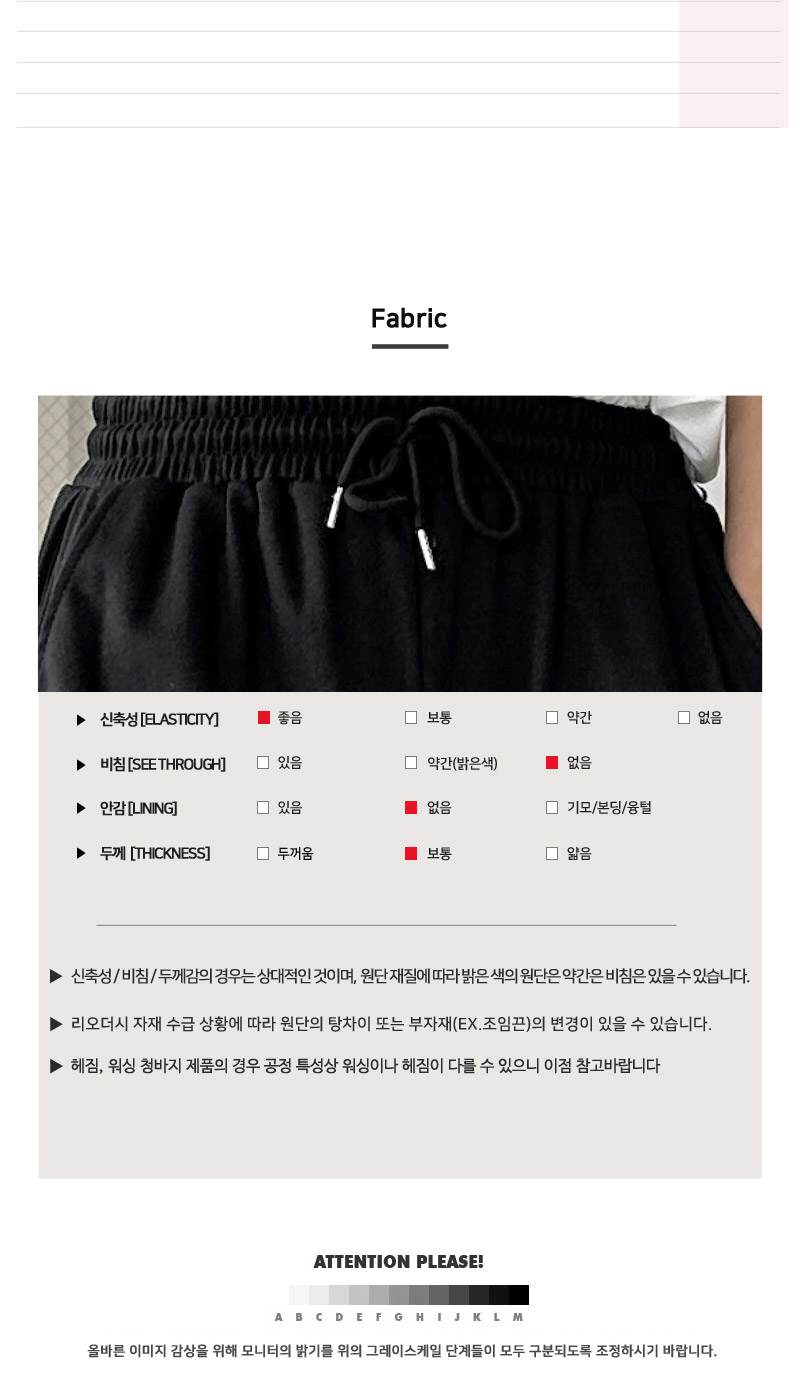 Fabric
▶ 신축성 [ELASTICITY] ■ 좋음 □ 보통 □ 약간 □ 없음
▶ 비침 [SEE THROUGH] □ 있음 □ 약간(밝은색) ■ 없음
▶ 안감 [LINING] □ 있음 ■ 없음 □ 기모/본딩/융털
▶ 두께 [THICKNESS] □ 두꺼움 ■ 보통 □ 얇음
▶ 신축성 / 비침 / 두께감의 경우는 상대적인 것이며, 원단 재질에 따라 밝은 색의 원단은 약간은 비침은 있을 수 있습니다.
▶ 리오더시 자재 수급 상황에 따라 원단의 탕차이 또는 부자재(EX.조임끈)의 변경이 있을 수 있습니다.
▶ 헤짐, 워싱 청바지 제품의 경우 공정 특성상 워싱이나 헤짐이 다를 수 있으니 이점 참고바랍니다
ATTENTION PLEASE!
A B C D E F G H I J K L M
올바른 이미지 감상을 위해 모니터의 밝기를 위의 그레이스케일 단계들이 모두 구분되도록 조정하시기 바랍니다.